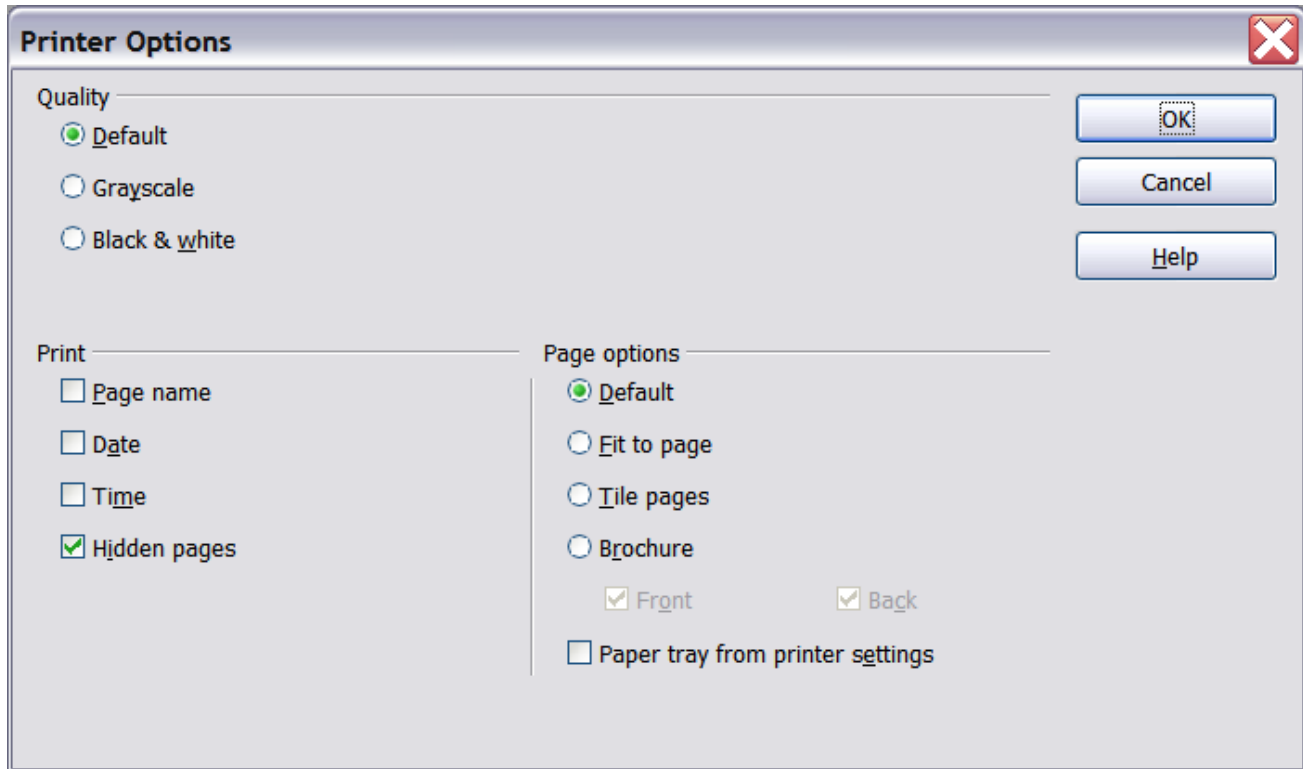 Printer Options
Quality
Default
Grayscale
Black & white
OK
Cancel
Help
Print
Page name
Date
Time
Hidden pages
Page options
Default
Fit to page
Tile pages
Brochure
Front Back
Paper tray from printer settings